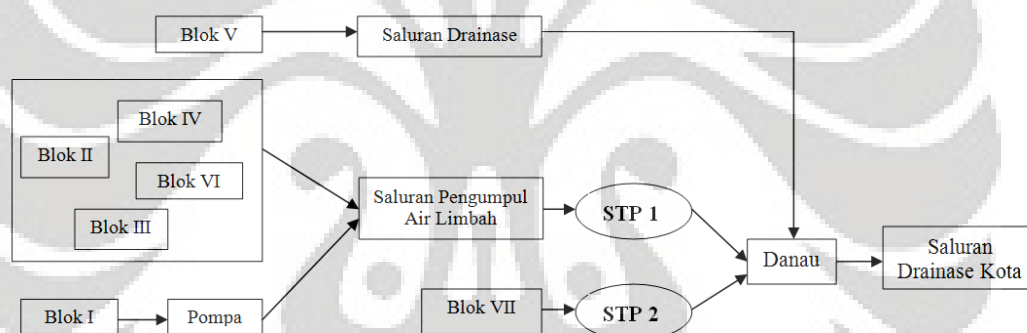 Blok V
Saluran Drainase
Blok IV
Blok II
Blok VI
Blok III
Saluran Pengumpul
Air Limbah
STP 1
Danau
Saluran
Drainase Kota
Blok I
Pompa
Blok VII
STP 2